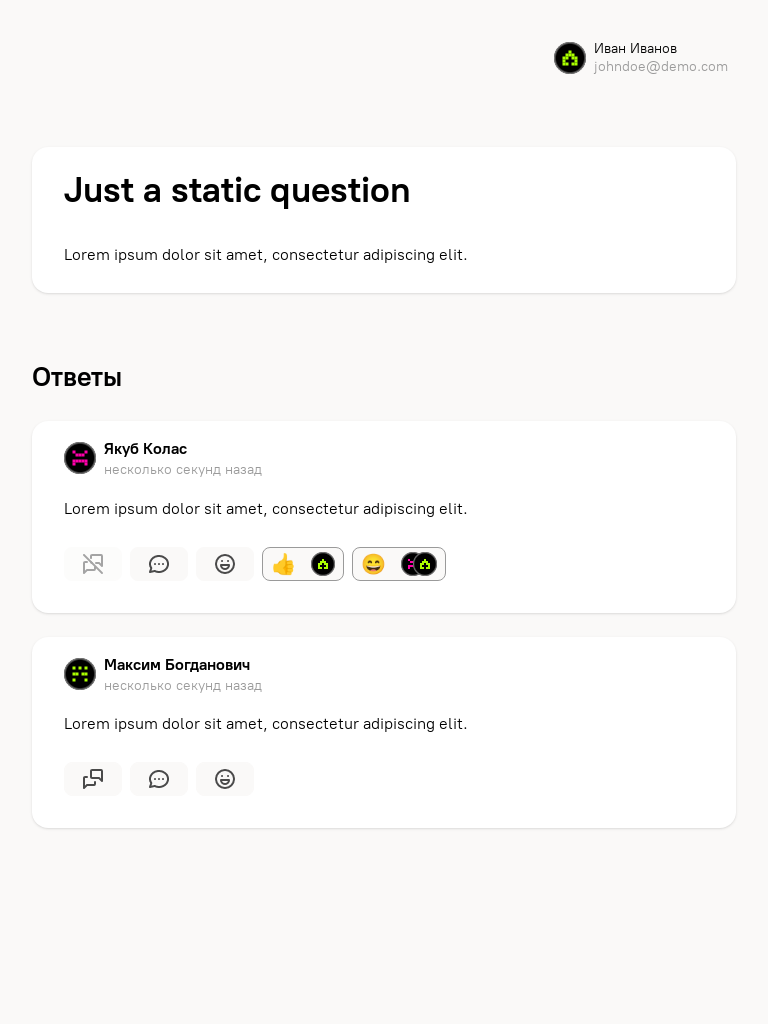 Иван Иванов
johndoe@demo.com
Just a static question
Lorem ipsum dolor sit amet, consectetur adipiscing elit.
Ответы
Якуб Колас
несколько секунд назад
Lorem ipsum dolor sit amet, consectetur adipiscing elit.
Максим Богданович
несколько секунд назад
Lorem ipsum dolor sit amet, consectetur adipiscing elit.